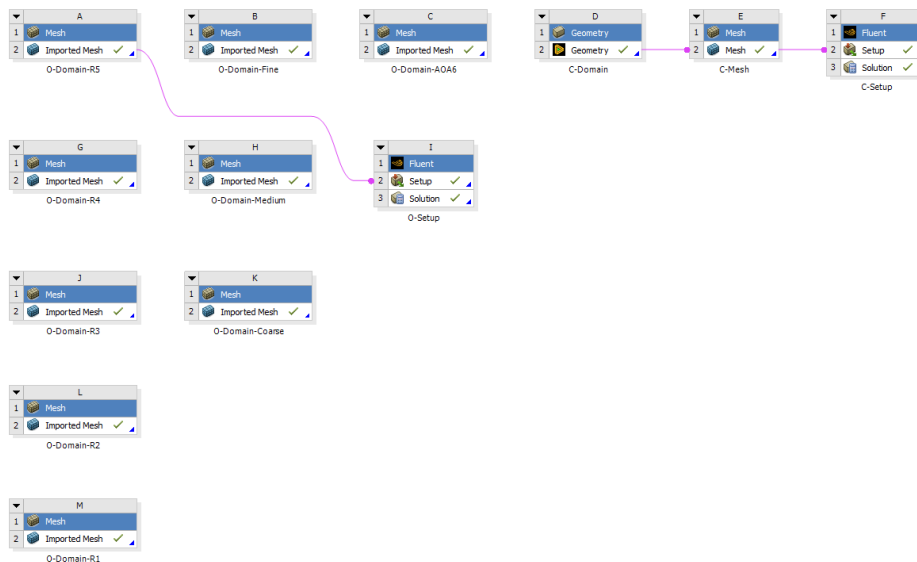 A
1 Mesh
2 Imported Mesh
O-Domain-R5
B
1 Mesh
2 Imported Mesh
O-Domain-Fine
C
1 Mesh
2 Imported Mesh
O-Domain-AOA6
D
1 Geometry
2 Geometry
C-Domain
E
1 Mesh
2 Mesh
C-Mesh
F
1 Fluent
2 Setup
3 Solution
C-Setup
G
1 Mesh
2 Imported Mesh
O-Domain-R4
H
1 Mesh
2 Imported Mesh
O-Domain-Medium
I
1 Fluent
2 Setup
3 Solution
O-Setup
J
1 Mesh
2 Imported Mesh
O-Domain-R3
K
1 Mesh
2 Imported Mesh
O-Domain-Coarse
L
1 Mesh
2 Imported Mesh
O-Domain-R2
M
1 Mesh
2 Imported Mesh
O-Domain-R1